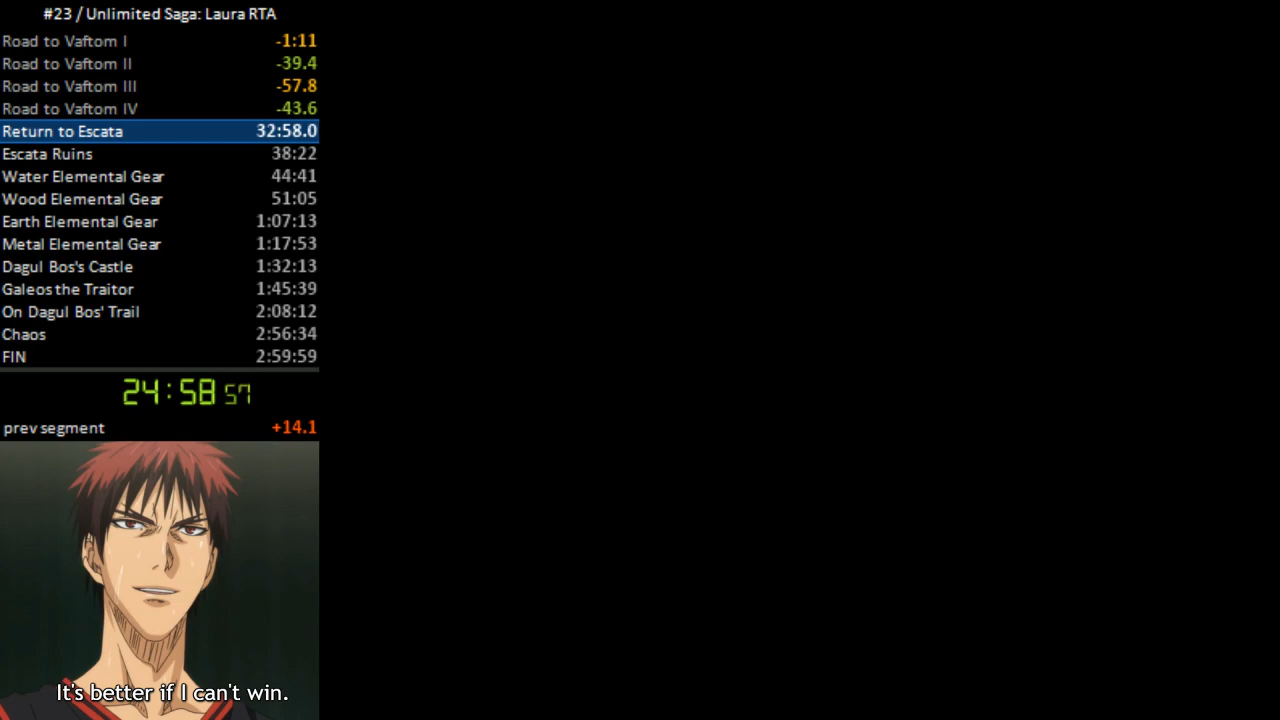 #23 / Unlimited Saga: Laura RTA
Road to Vaftom I -1:11
Road to Vaftom II -39.4
Road to Vaftom III -57.8
Road to Vaftom IV -43.6
Return to Escata 32:58.0
Escata Ruins 38:22
Water Elemental Gear 44:41
Wood Elemental Gear 51:05
Earth Elemental Gear 1:07:13
Metal Elemental Gear 1:17:53
Dagul Bos's Castle 1:32:13
Galeos the Traitor 1:45:39
On Dagul Bos' Trail 2:08:12
Chaos 2:56:34
FIN 2:59:59
24:58 57
prev segment +14.1
It's better if I can't win.